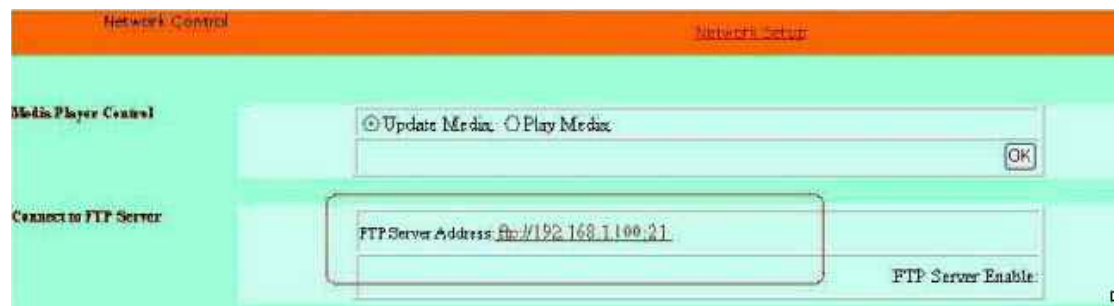 Network Control
Network Setup
Media Player Control
Update Media Play Media
OK
Connect to FTP Server
FTP Server Address: ftp://192.168.1.100:21
FTP Server Enable